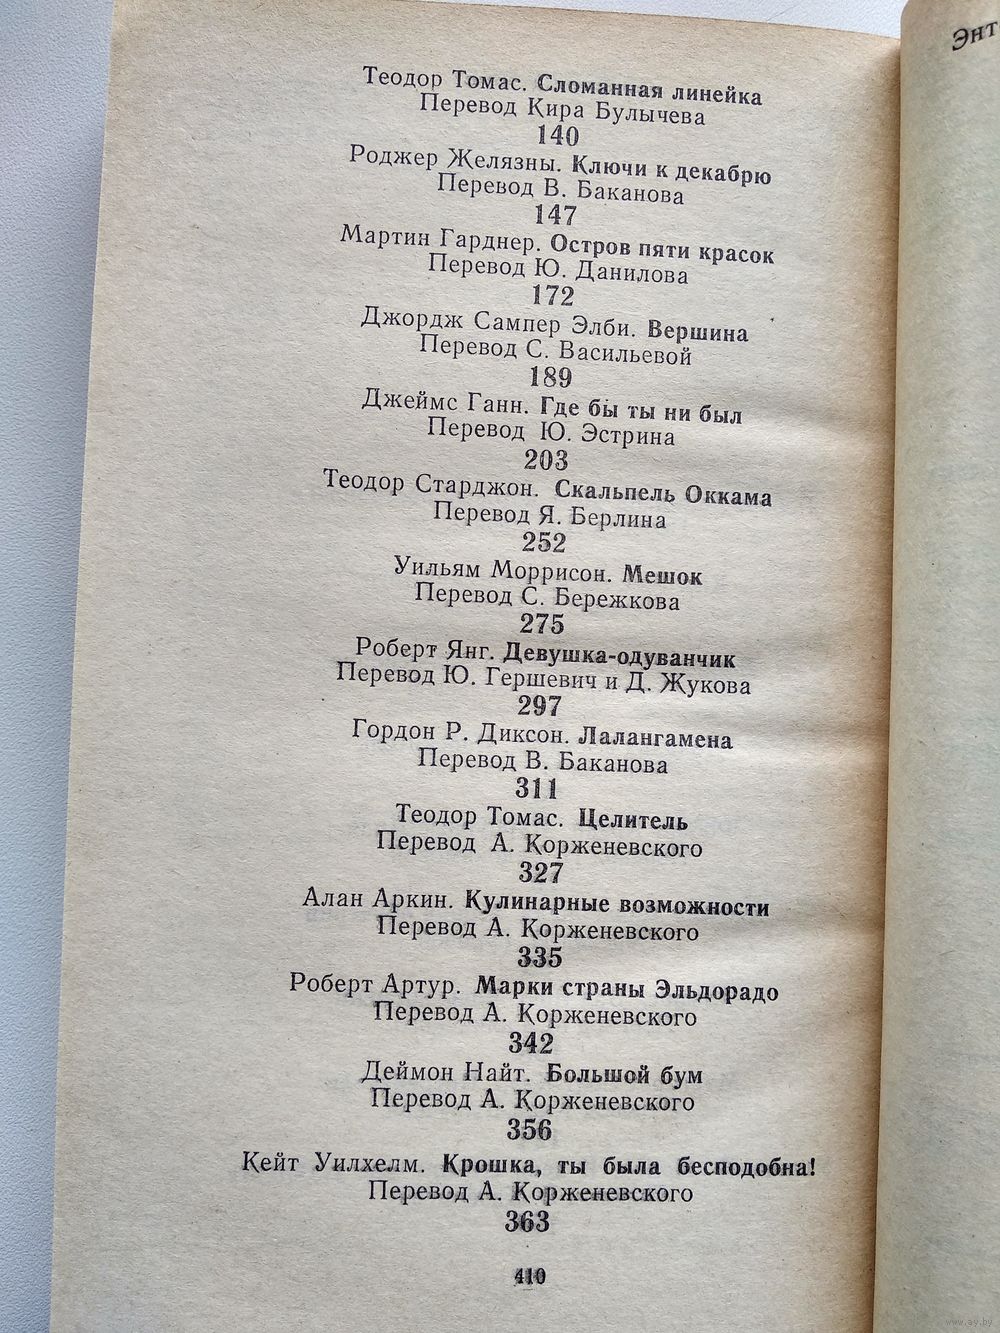 Теодор Томас. Сломанная линейка
Перевод Кира Булычева
140
Роджер Желязны. Ключи к декабрю
Перевод В. Баканова
147
Мартин Гарднер. Остров пяти красок
Перевод Ю. Данилова
172
Джордж Сампер Элби. Вершина
Перевод С. Васильевой
189
Джеймс Ганн. Где бы ты ни был
Перевод Ю. Эстрина
203
Теодор Старджон. Скальпель Оккама
Перевод Я. Берлина
252
Уильям Моррисон. Мешок
Перевод С. Бережкова
275
Роберт Янг. Девушка-одуванчик
Перевод Ю. Гершевич и Д. Жукова
297
Гордон Р. Диксон. Лалангамена
Перевод В. Баканова
311
Теодор Томас. Целитель
Перевод А. Корженевского
327
Алан Аркин. Кулинарные возможности
Перевод А. Корженевского
335
Роберт Артур. Марки страны Эльдорадо
Перевод А. Корженевского
342
Деймон Найт. Большой бум
Перевод А. Корженевского
356
Кейт Уилхелм. Крошка, ты была бесподобна!
Перевод А. Корженевского
363
410
Энт
www.ay.by